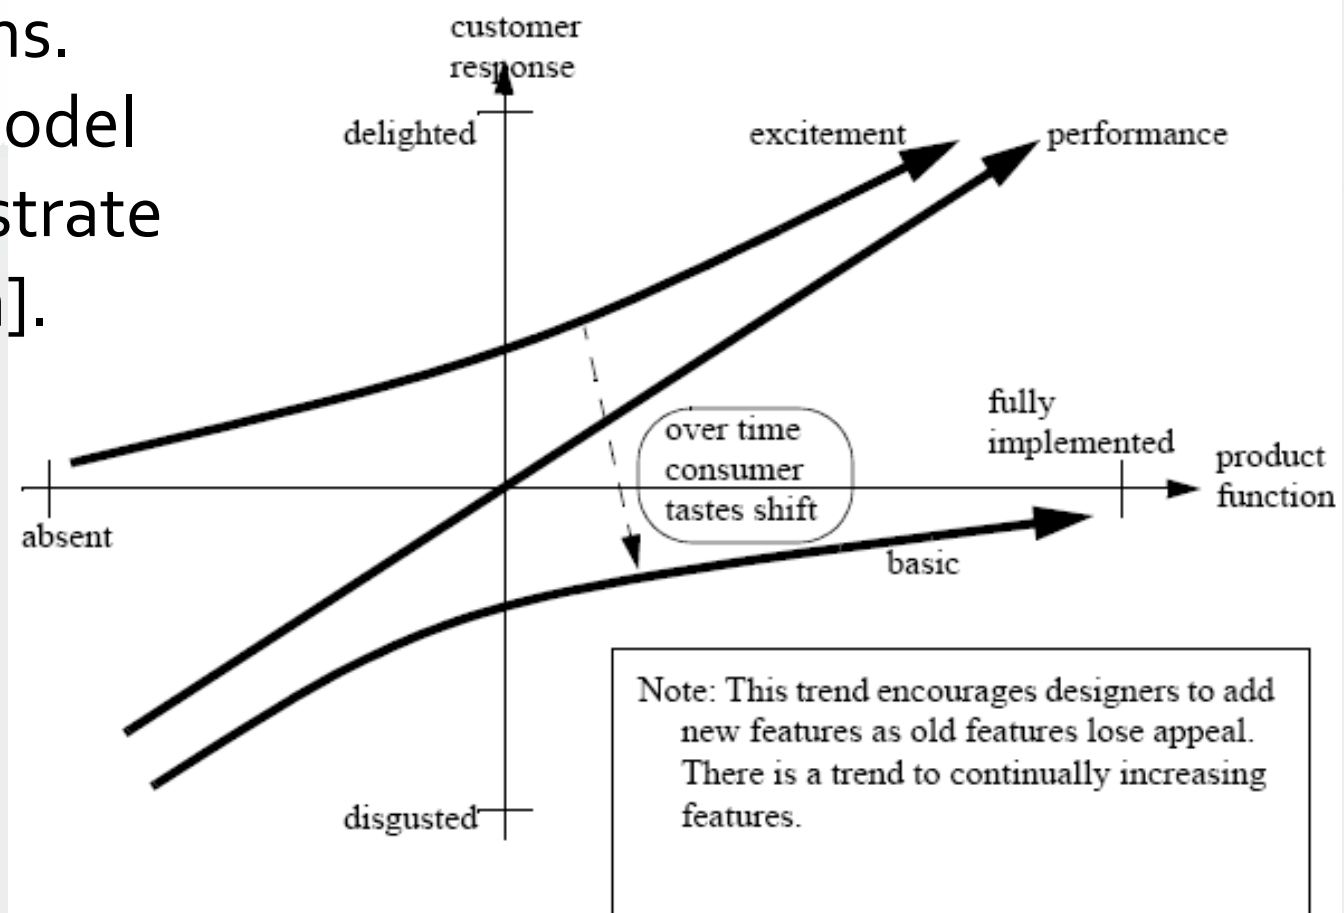 ns.
odel
strate
].
customer
response
delighted
excitement
performance
over time
consumer
tastes shift
fully
implemented
product
function
absent
basic
disgusted
Note: This trend encourages designers to add
new features as old features lose appeal.
There is a trend to continually increasing
features.